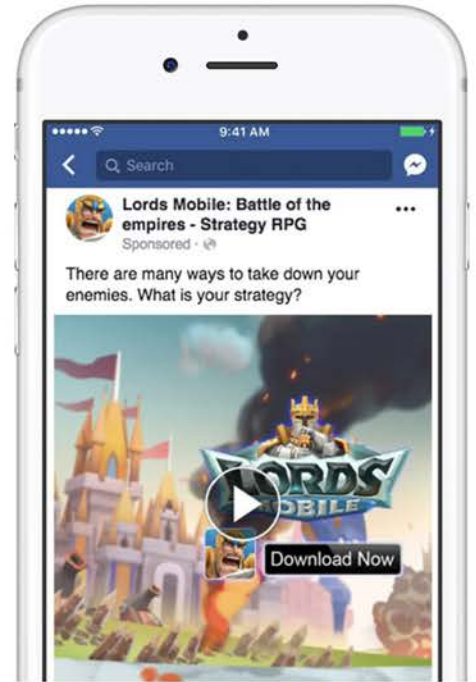 9:41 AM
Search
Lords Mobile: Battle of the
empires - Strategy RPG
Sponsored ·
There are many ways to take down your
enemies. What is your strategy?
LORDS
MOBILE
Download Now